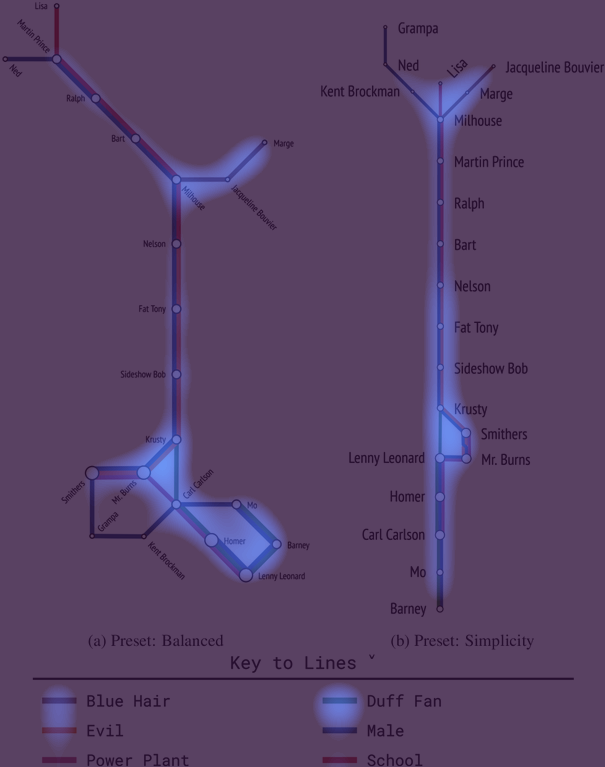 Lisa
Martin Prince
Ned
Ralph
Bart
Marge
Milhouse
Jacqueline Bouvier
Nelson
Fat Tony
Sideshow Bob
Krusty
Smithers
Mr. Burns
Carl Carlson
Mo
Grampa
Kent Brockman
Homer
Barney
Lenny Leonard
(a) Preset: Balanced
Grampa
Ned
Lisa
Jacqueline Bouvier
Kent Brockman
Marge
Milhouse
Martin Prince
Ralph
Bart
Nelson
Fat Tony
Sideshow Bob
Krusty
Smithers
Lenny Leonard
Mr. Burns
Homer
Carl Carlson
Mo
Barney
(b) Preset: Simplicity
Key to Lines ˇ
Blue Hair
Duff Fan
Evil
Male
Power Plant
School